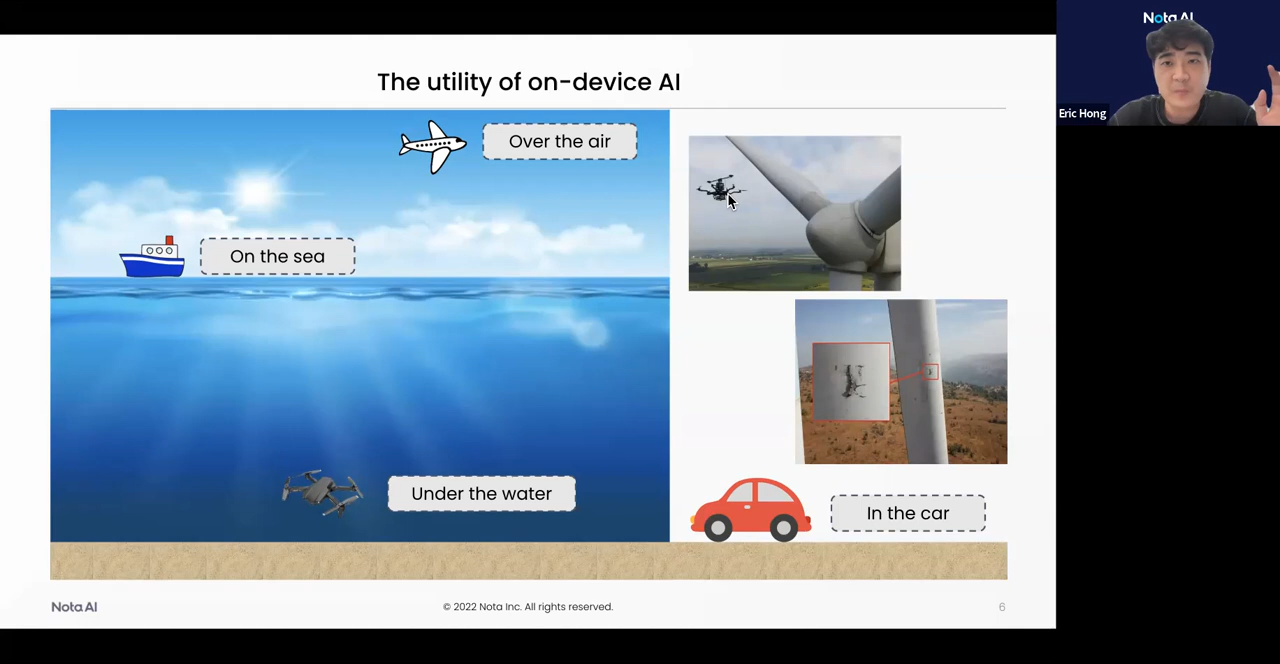 The utility of on-device AI
Over the air
On the sea
Under the water
In the car
Nota AI
© 2022 Nota Inc. All rights reserved.
6
Nota AI
Eric Hong